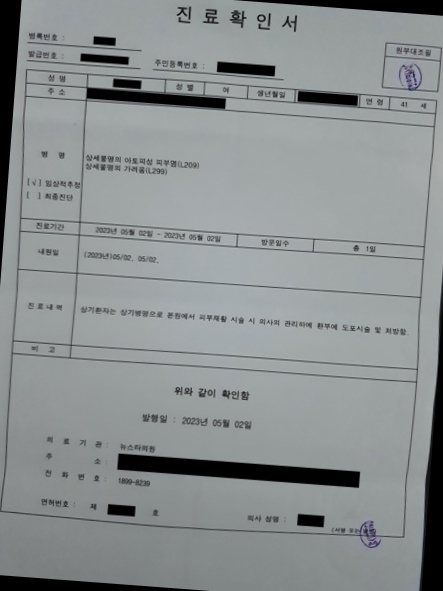 진료확인서
병록번호 :
발급번호 :
주민등록번호 :
원부대조필
성 명
성 별
여
생년월일
연 령
41 세
주 소
병 명
상세불명의 아토피성 피부염(L209)
상세불명의 가려움(L299)
[√] 임상적추정
[ ] 최종진단
진료기간
2023년 05월 02일 - 2023년 05월 02일
방문일수
총 1일
내원일
(2023년)05/02, 05/02,
진료내역
상기환자는 상기병명으로 본원에서 피부재활 시술 시 의사의 관리하에 환부에 도포시술 및 처방함.
비 고
위와 같이 확인함
발행일 : 2023년 05월 02일
의 료 기 관 : 뉴스타의원
주 소 :
전 화 번 호 : 1899-8239
면허번호 : 제 호
의사 성명 :
(서명 또는